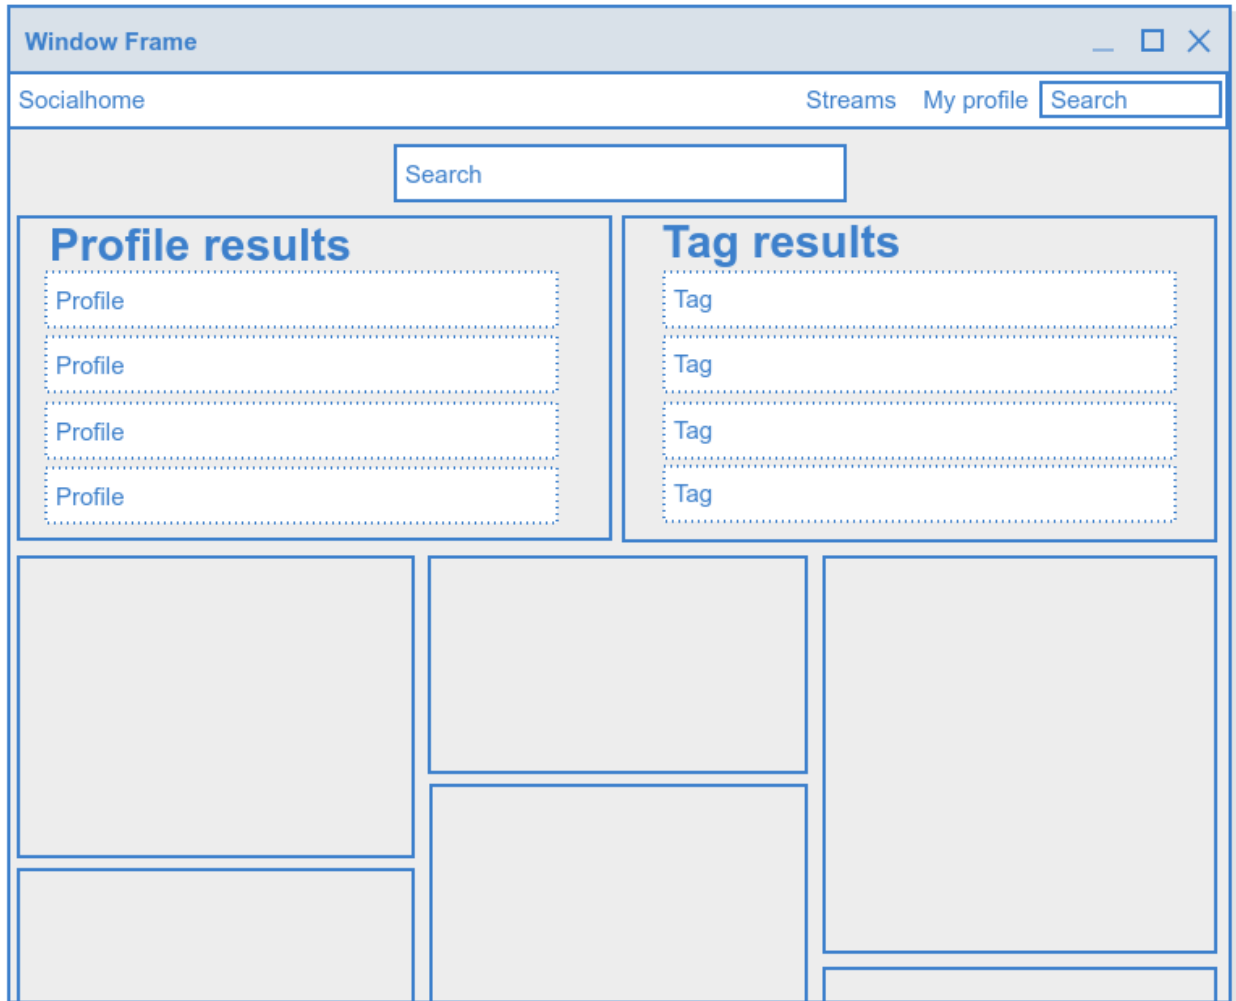 Window Frame
Socialhome Streams My profile Search
Search
Profile results
Profile
Profile
Profile
Profile
Tag results
Tag
Tag
Tag
Tag